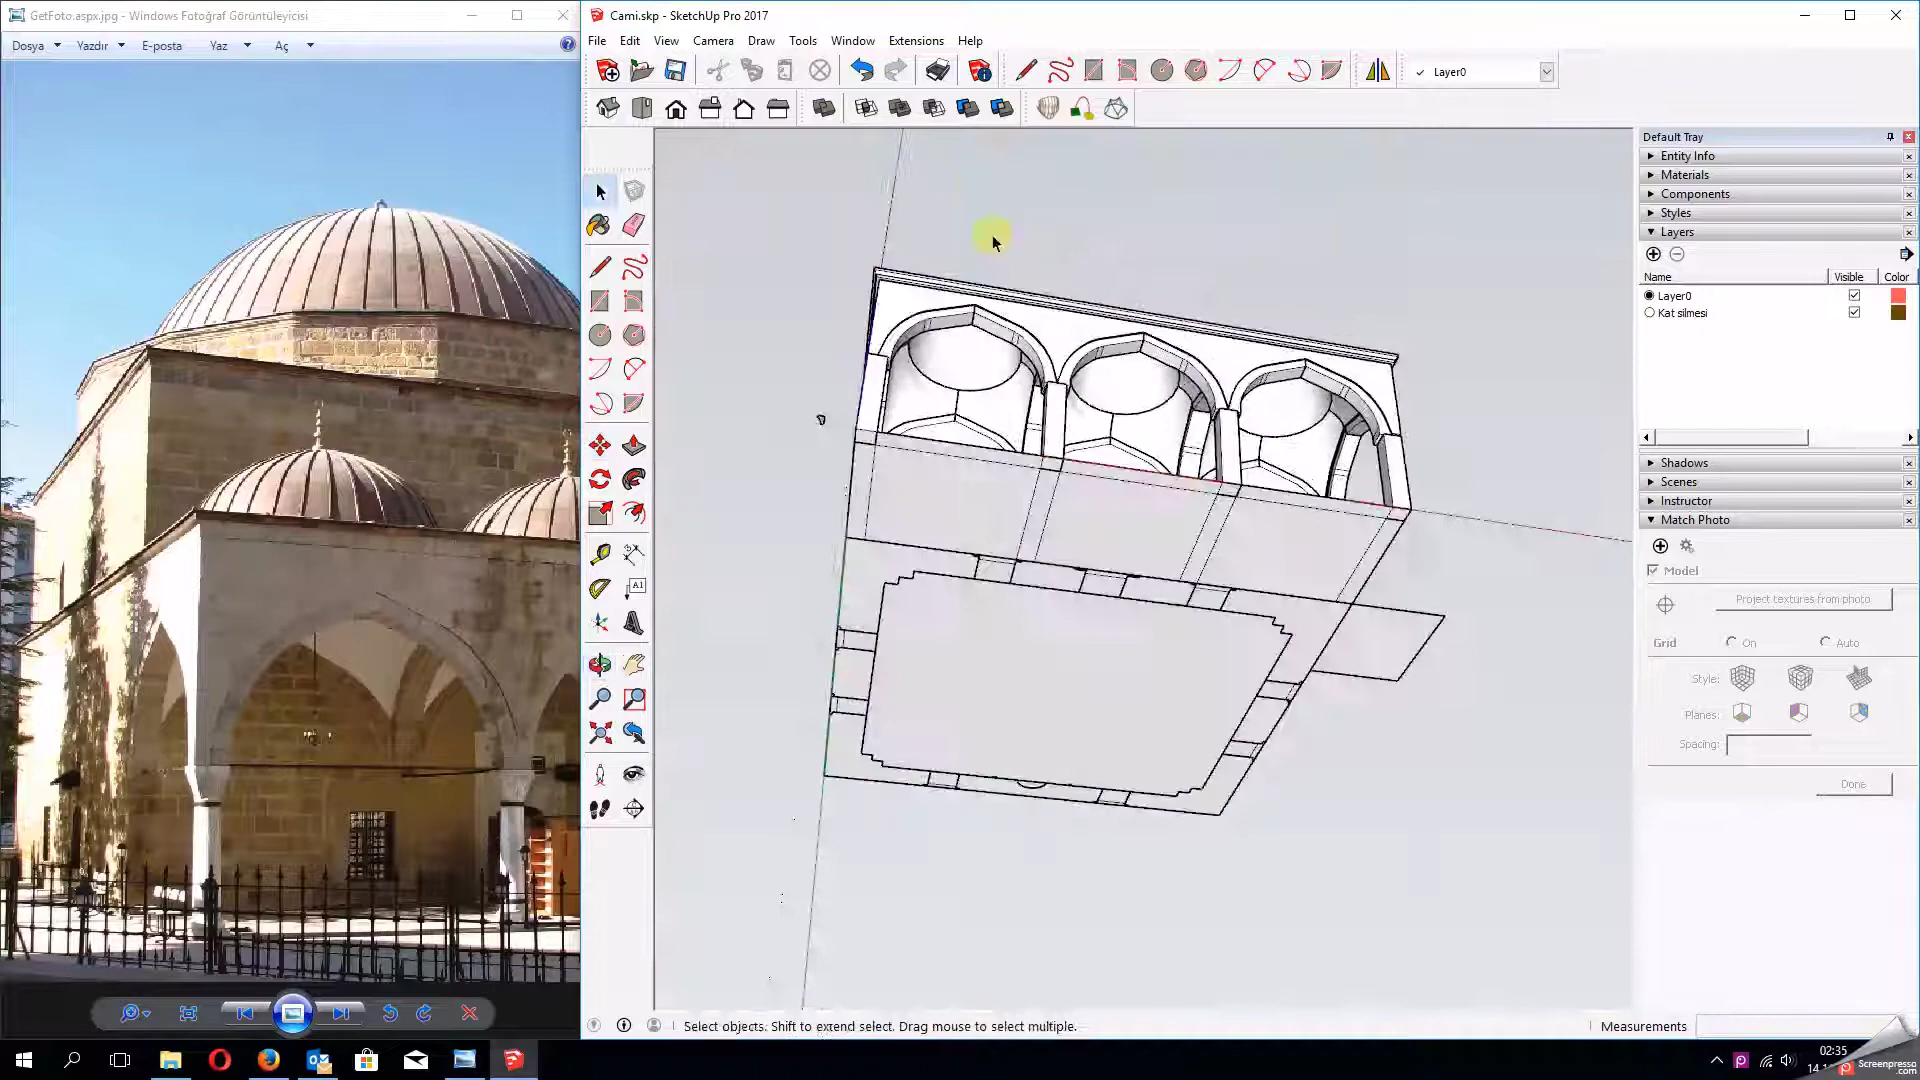 GetFoto.aspx.jpg - Windows Fotoğraf Görüntüleyicisi
Dosya Yazdır E-posta Yaz Aç
Cami.skp - SketchUp Pro 2017
File Edit View Camera Draw Tools Window Extensions Help
Layer0
Default Tray
Entity Info
Materials
Components
Styles
Layers
Name Visible Color
Layer0
Kat silmesi
Shadows
Scenes
Instructor
Match Photo
Model
Project textures from photo
Grid On Auto
Style:
Planes:
Spacing:
Done
A1
Select objects. Shift to extend select. Drag mouse to select multiple.
Measurements
02:35
Screenpresso
.com